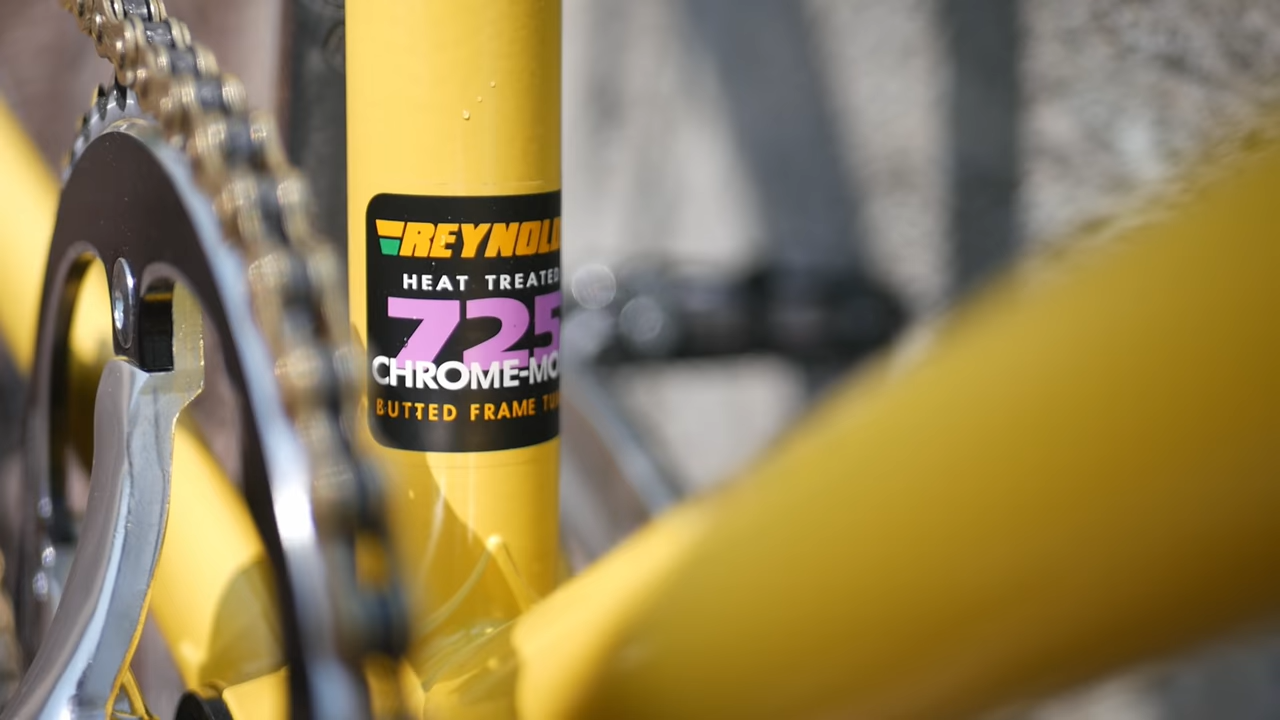 REYNOL
HEAT TREATED
725
CHROME-MO
BUTTED FRAME TU